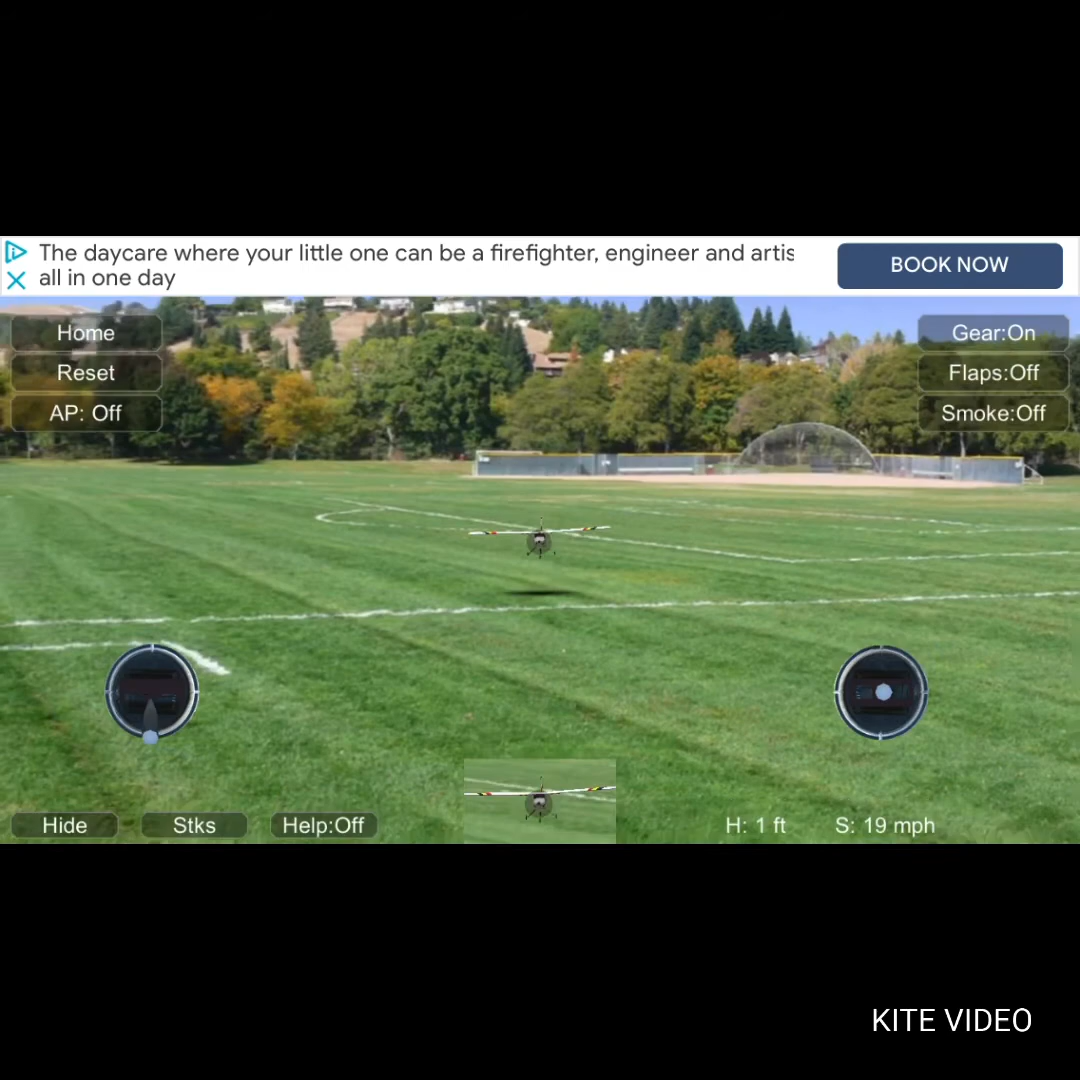 The daycare where your little one can be a firefighter, engineer and artis
all in one day
BOOK NOW
Home
Reset
AP: Off
Gear:On
Flaps:Off
Smoke:Off
Hide
Stks
Help:Off
H: 1 ft
S: 19 mph
KITE VIDEO